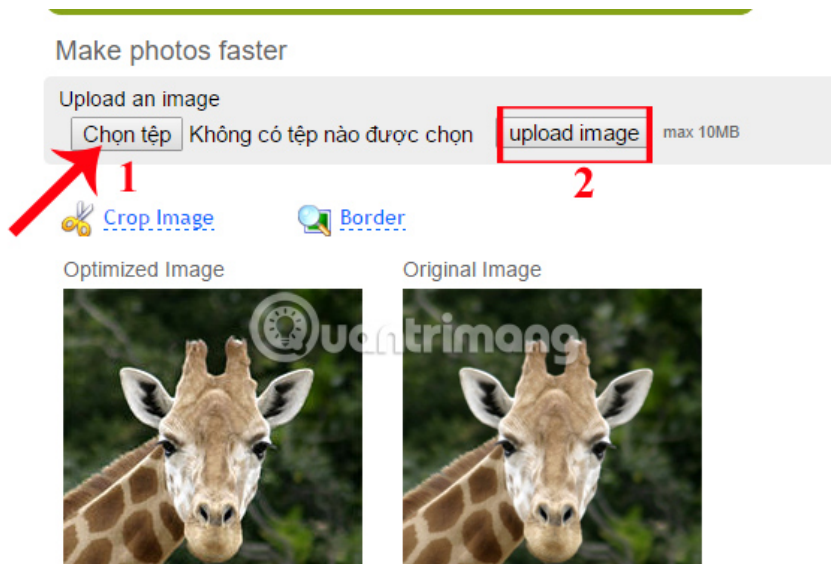 Make photos faster
Upload an image
Chọn tệp Không có tệp nào được chọn upload image max 10MB
1 2
Crop Image Border
Optimized Image Original Image
Quantrimang